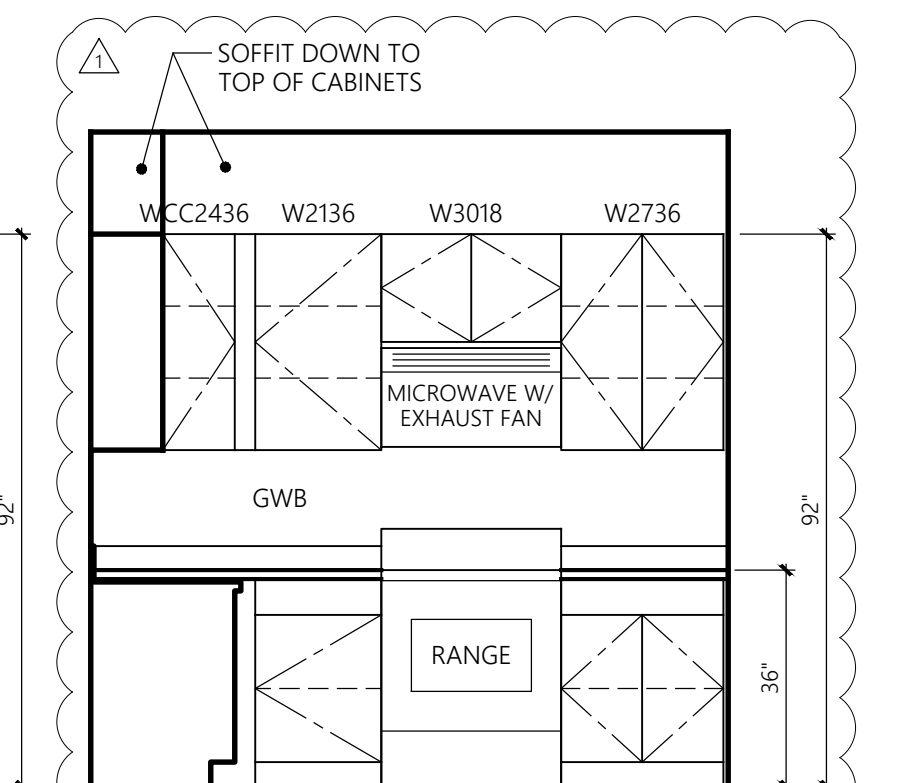 1
SOFFIT DOWN TO
TOP OF CABINETS
WCC2436
W2136
W3018
W2736
MICROWAVE W/
EXHAUST FAN
92"
GWB
92"
RANGE
36"